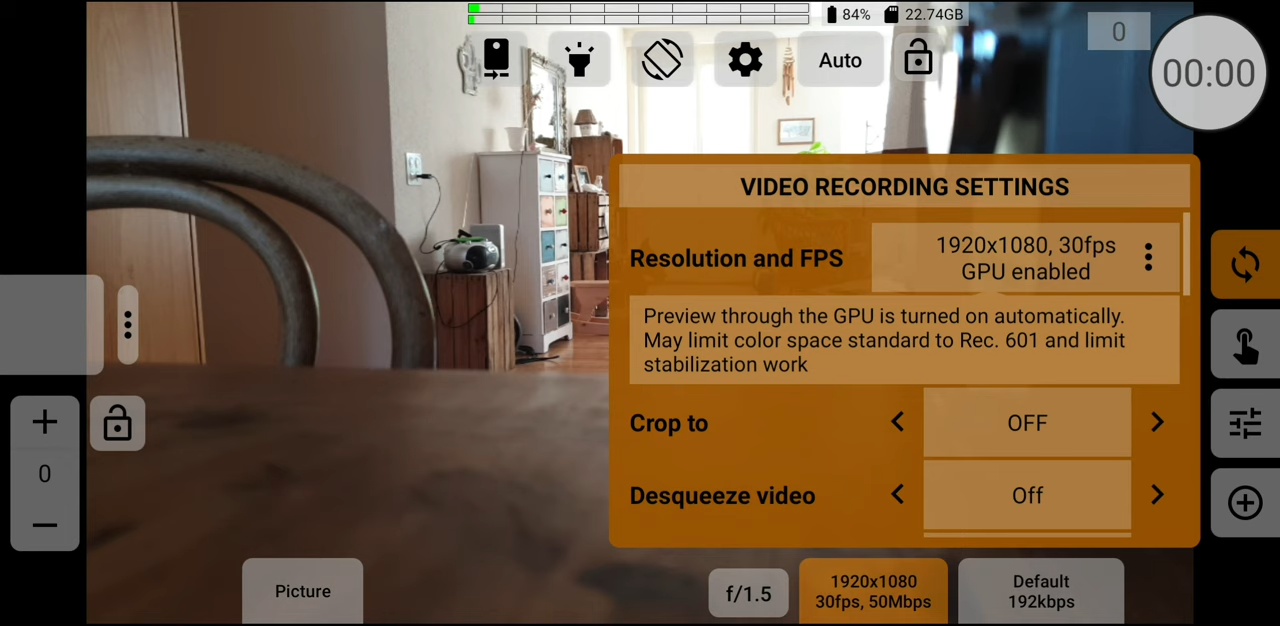 84% 22.74GB
0
00:00
Auto
VIDEO RECORDING SETTINGS
Resolution and FPS
1920x1080, 30fps
GPU enabled
Preview through the GPU is turned on automatically.
May limit color space standard to Rec. 601 and limit
stabilization work
Crop to
OFF
Desqueeze video
Off
+
0
−
Picture
f/1.5
1920x1080
30fps, 50Mbps
Default
192kbps